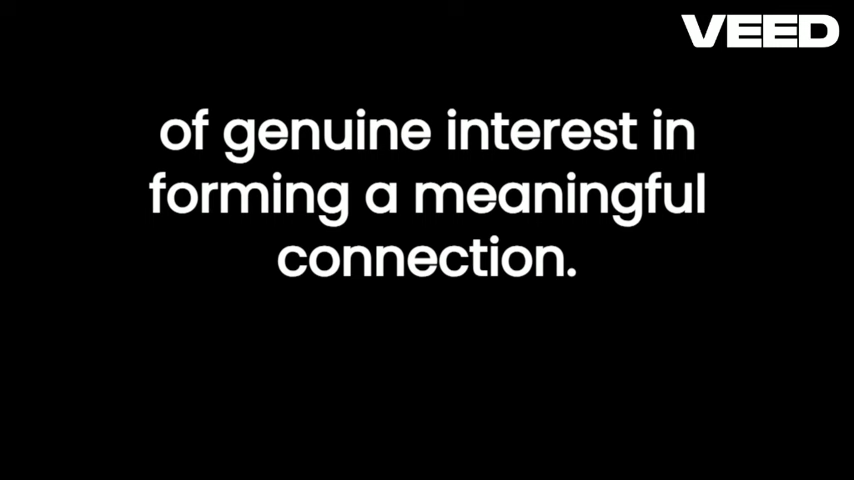 VEED
of genuine interest in
forming a meaningful
connection.